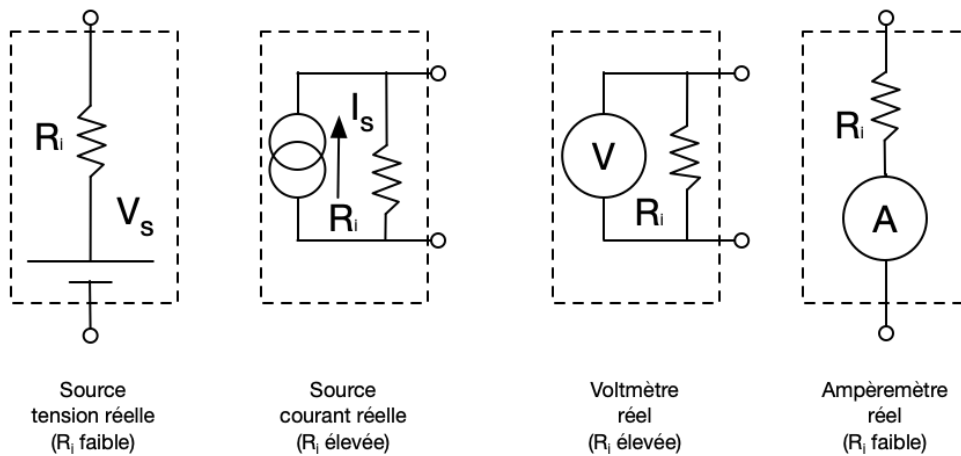 Rᵢ
Vₛ
Iₛ
Rᵢ
V
Rᵢ
Rᵢ
A
Source
tension réelle
(Rᵢ faible)
Source
courant réelle
(Rᵢ élevée)
Voltmètre
réel
(Rᵢ élevée)
Ampèremètre
réel
(Rᵢ faible)